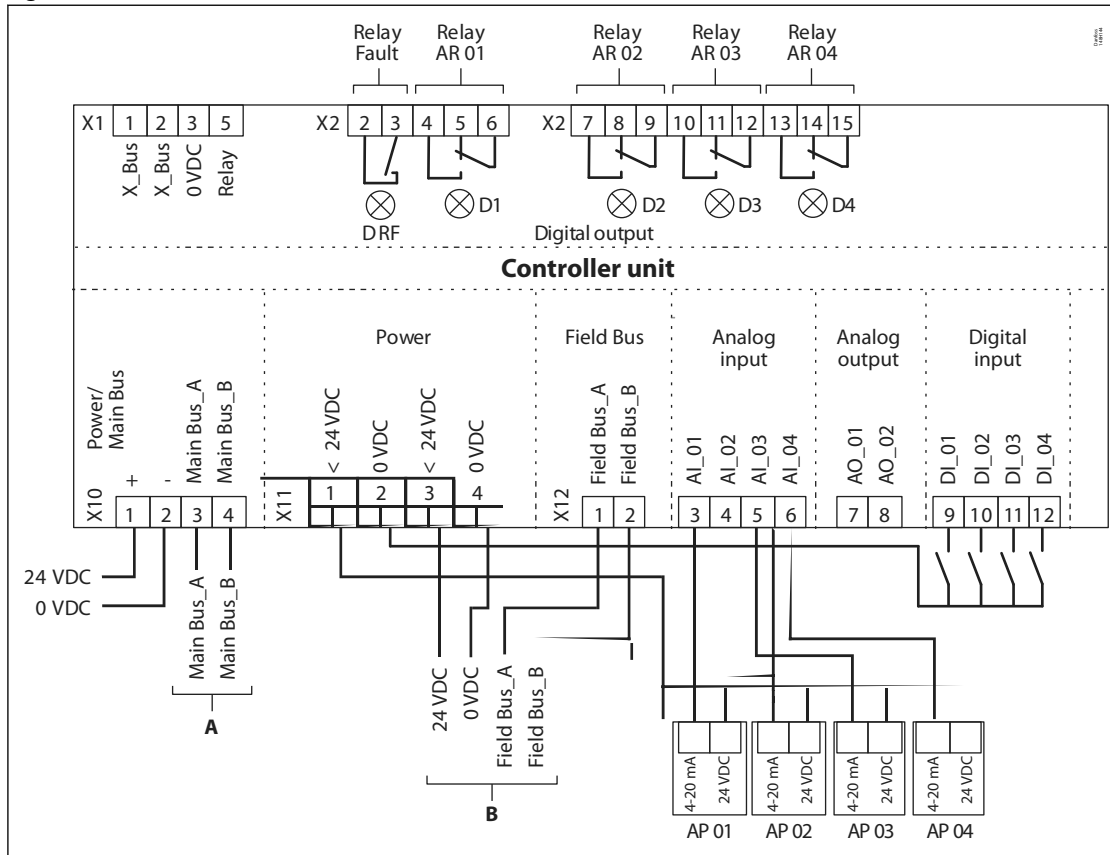 Relay Fault
Relay AR 01
Relay AR 02
Relay AR 03
Relay AR 04
Danfoss
X1 1 2 3 5
X2 2 3 4 5 6
X2 7 8 9 10 11 12 13 14 15
X_Bus
X_Bus
0 VDC
Relay
DRF
D1
D2
D3
D4
Digital output
Controller unit
Power/ Main Bus
Power
Field Bus
Analog input
Analog output
Digital input
+
-
Main Bus_A
Main Bus_B
< 24 VDC
0 VDC
< 24 VDC
0 VDC
Field Bus_A
Field Bus_B
AI_01
AI_02
AI_03
AI_04
AO_01
AO_02
DI_01
DI_02
DI_03
DI_04
X10 1 2 3 4
X11 1 2 3 4
X12 1 2 3 4 5 6 7 8 9 10 11 12
24 VDC
0 VDC
Main Bus_A
Main Bus_B
A
24 VDC
0 VDC
Field Bus_A
Field Bus_B
B
4-20 mA
24 VDC
4-20 mA
24 VDC
4-20 mA
24 VDC
4-20 mA
24 VDC
AP 01
AP 02
AP 03
AP 04